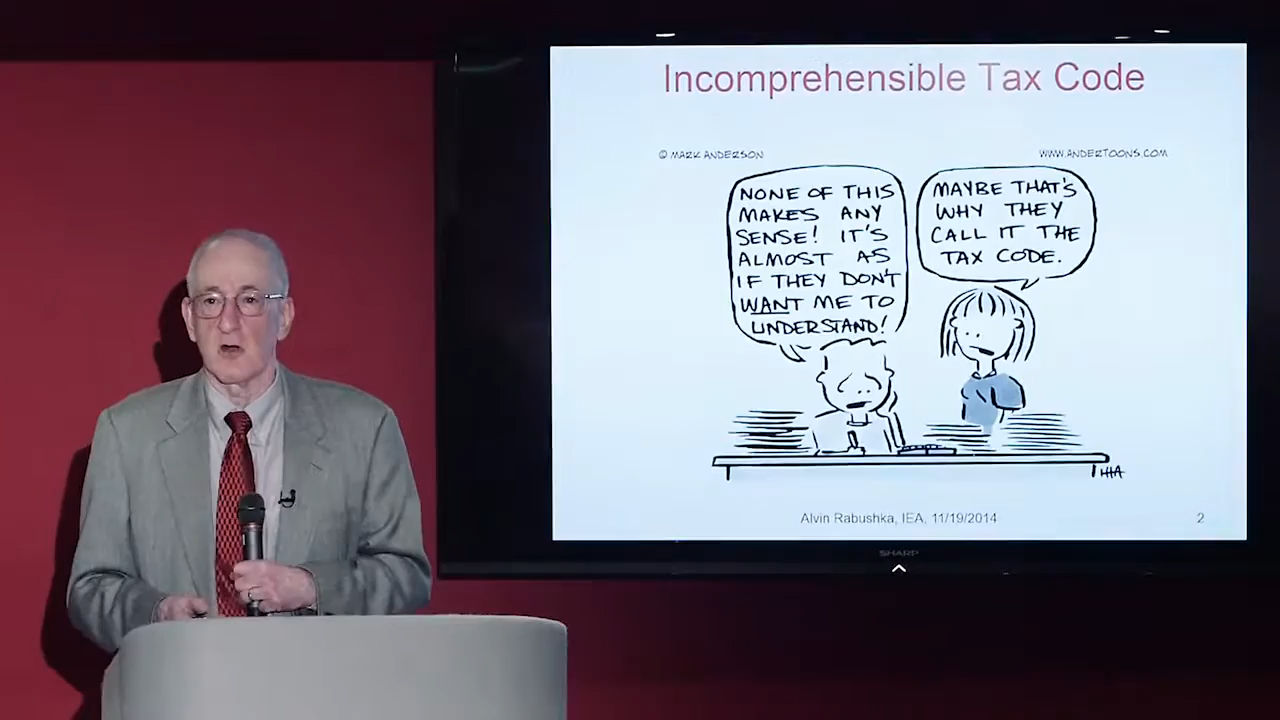 Incomprehensible Tax Code
© MARK ANDERSON
WWW.ANDERTOONS.COM
NONE OF THIS
MAKES ANY
SENSE! IT'S
ALMOST AS
IF THEY DON'T
WANT ME TO
UNDERSTAND!
MAYBE THAT'S
WHY THEY
CALL IT THE
TAX CODE.
Alvin Rabushka, IEA, 11/19/2014
2
SHARP